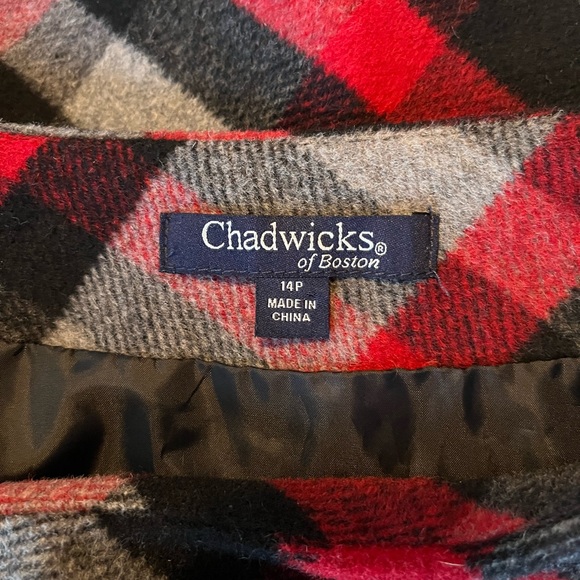 Chadwicks®
of Boston
14P
MADE IN
CHINA